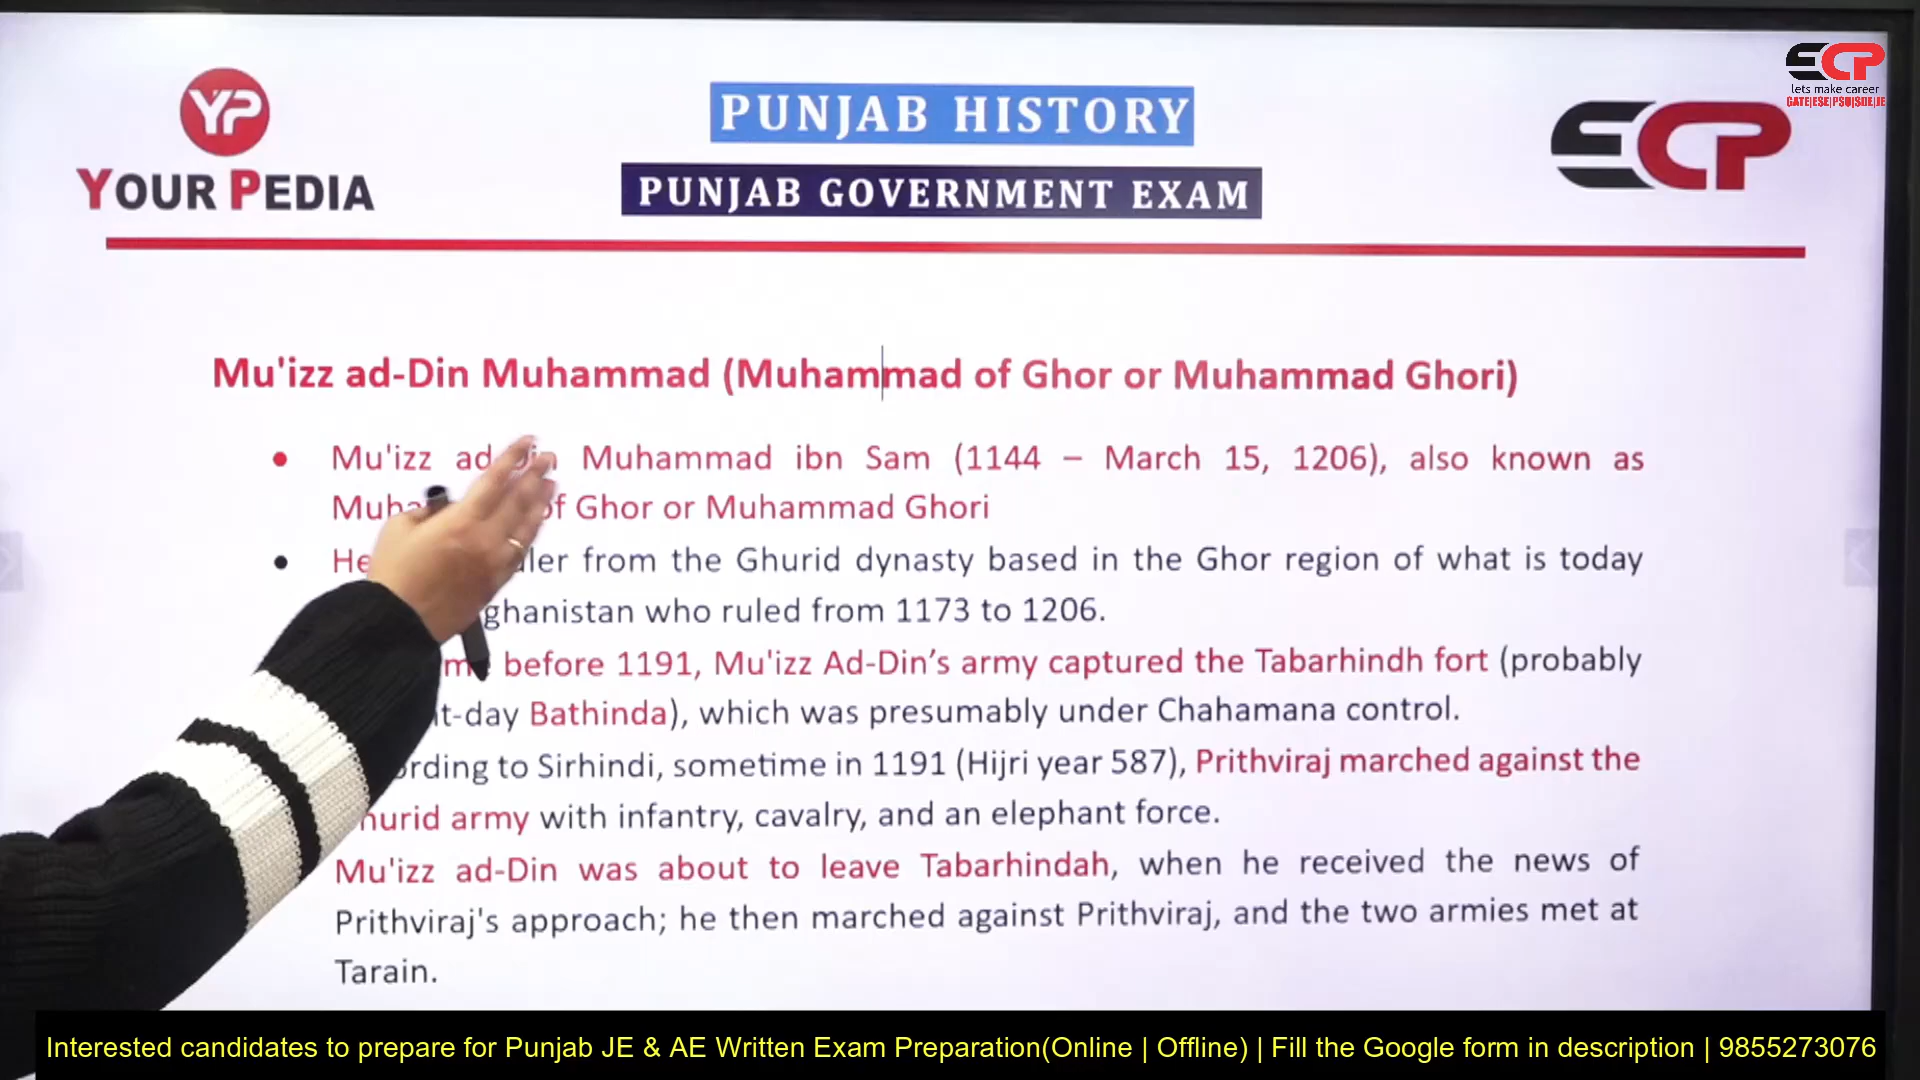 YP
YOUR PEDIA
PUNJAB HISTORY
PUNJAB GOVERNMENT EXAM
ECP
ECP
lets make career
GATE|ESE|PSU|SDE|JE
Mu'izz ad-Din Muhammad (Muhammad of Ghor or Muhammad Ghori)
Mu'izz ad-Din Muhammad ibn Sam (1144 – March 15, 1206), also known as
of Ghor or Muhammad Ghori
He from the Ghurid dynasty based in the Ghor region of what is today
who ruled from 1173 to 1206.
before 1191, Mu'izz Ad-Din’s army captured the Tabarhindh fort (probably
Bathinda), which was presumably under Chahamana control.
to Sirhindi, sometime in 1191 (Hijri year 587), Prithviraj marched against the
army with infantry, cavalry, and an elephant force.
Mu'izz ad-Din was about to leave Tabarhindah, when he received the news of
Prithviraj's approach; he then marched against Prithviraj, and the two armies met at
Tarain.
Interested candidates to prepare for Punjab JE & AE Written Exam Preparation(Online | Offline) | Fill the Google form in description | 9855273076